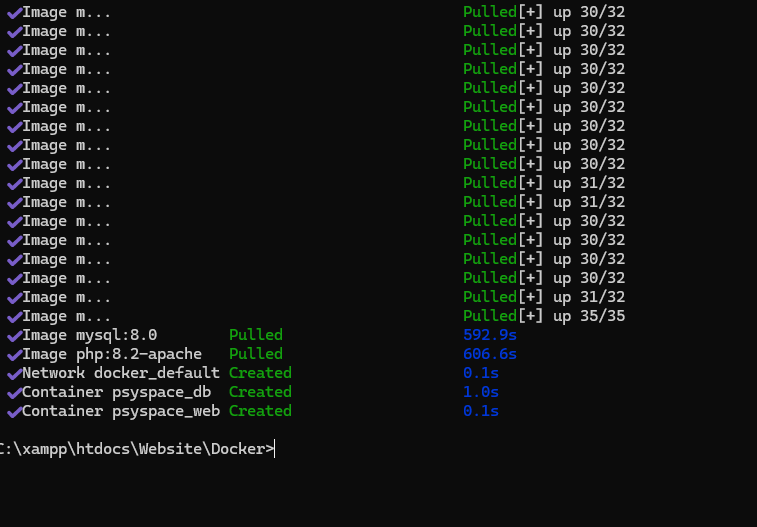 ✔Image m... Pulled[+] up 30/32
✔Image m... Pulled[+] up 30/32
✔Image m... Pulled[+] up 30/32
✔Image m... Pulled[+] up 30/32
✔Image m... Pulled[+] up 30/32
✔Image m... Pulled[+] up 30/32
✔Image m... Pulled[+] up 30/32
✔Image m... Pulled[+] up 30/32
✔Image m... Pulled[+] up 30/32
✔Image m... Pulled[+] up 31/32
✔Image m... Pulled[+] up 31/32
✔Image m... Pulled[+] up 30/32
✔Image m... Pulled[+] up 30/32
✔Image m... Pulled[+] up 30/32
✔Image m... Pulled[+] up 30/32
✔Image m... Pulled[+] up 31/32
✔Image m... Pulled[+] up 35/35
✔Image mysql:8.0 Pulled 592.9s
✔Image php:8.2-apache Pulled 606.6s
✔Network docker_default Created 0.1s
✔Container psyspace_db Created 1.0s
✔Container psyspace_web Created 0.1s
C:\xampp\htdocs\Website\Docker>